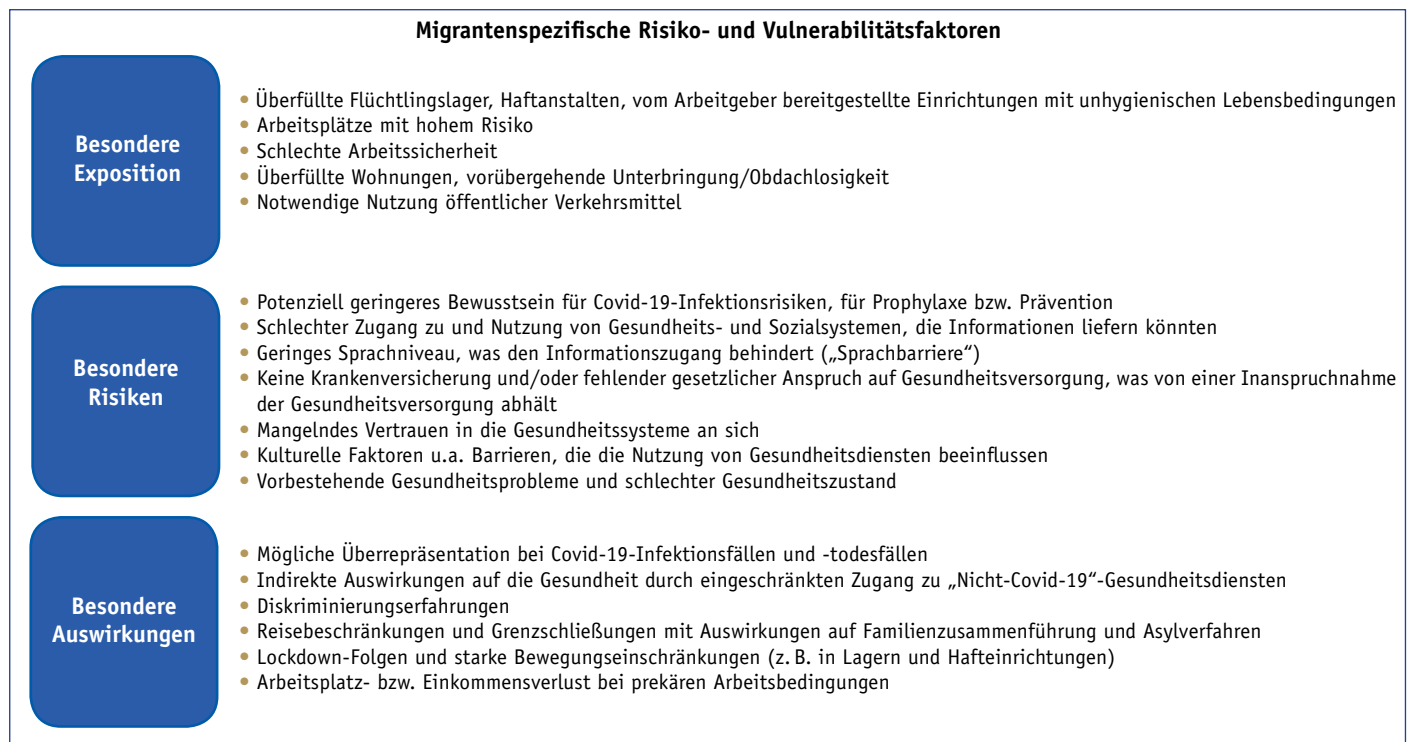 Migrantenspezifische Risiko- und Vulnerabilitätsfaktoren
Besondere
Exposition
• Überfüllte Flüchtlingslager, Haftanstalten, vom Arbeitgeber bereitgestellte Einrichtungen mit unhygienischen Lebensbedingungen
• Arbeitsplätze mit hohem Risiko
• Schlechte Arbeitssicherheit
• Überfüllte Wohnungen, vorübergehende Unterbringung/Obdachlosigkeit
• Notwendige Nutzung öffentlicher Verkehrsmittel
Besondere
Risiken
• Potenziell geringeres Bewusstsein für Covid-19-Infektionsrisiken, für Prophylaxe bzw. Prävention
• Schlechter Zugang zu und Nutzung von Gesundheits- und Sozialsystemen, die Informationen liefern könnten
• Geringes Sprachniveau, was den Informationszugang behindert („Sprachbarriere“)
• Keine Krankenversicherung und/oder fehlender gesetzlicher Anspruch auf Gesundheitsversorgung, was von einer Inanspruchnahme
der Gesundheitsversorgung abhält
• Mangelndes Vertrauen in die Gesundheitssysteme an sich
• Kulturelle Faktoren u.a. Barrieren, die die Nutzung von Gesundheitsdiensten beeinflussen
• Vorbestehende Gesundheitsprobleme und schlechter Gesundheitszustand
Besondere
Auswirkungen
• Mögliche Überrepräsentation bei Covid-19-Infektionsfällen und -todesfällen
• Indirekte Auswirkungen auf die Gesundheit durch eingeschränkten Zugang zu „Nicht-Covid-19“-Gesundheitsdiensten
• Diskriminierungserfahrungen
• Reisebeschränkungen und Grenzschließungen mit Auswirkungen auf Familienzusammenführung und Asylverfahren
• Lockdown-Folgen und starke Bewegungseinschränkungen (z. B. in Lagern und Hafteinrichtungen)
• Arbeitsplatz- bzw. Einkommensverlust bei prekären Arbeitsbedingungen